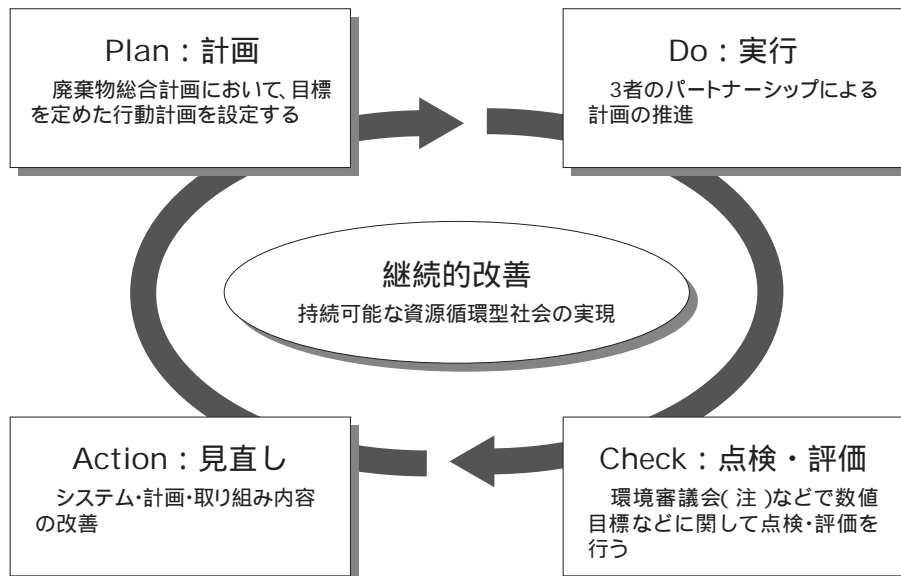 Plan：計画
廃棄物総合計画において、目標
を定めた行動計画を設定する
Do：実行
3者のパートナーシップによる
計画の推進
継続的改善
持続可能な資源循環型社会の実現
Action：見直し
システム・計画・取り組み内容
の改善
Check：点検・評価
環境審議会(注)などで数値
目標などに関して点検・評価を
行う